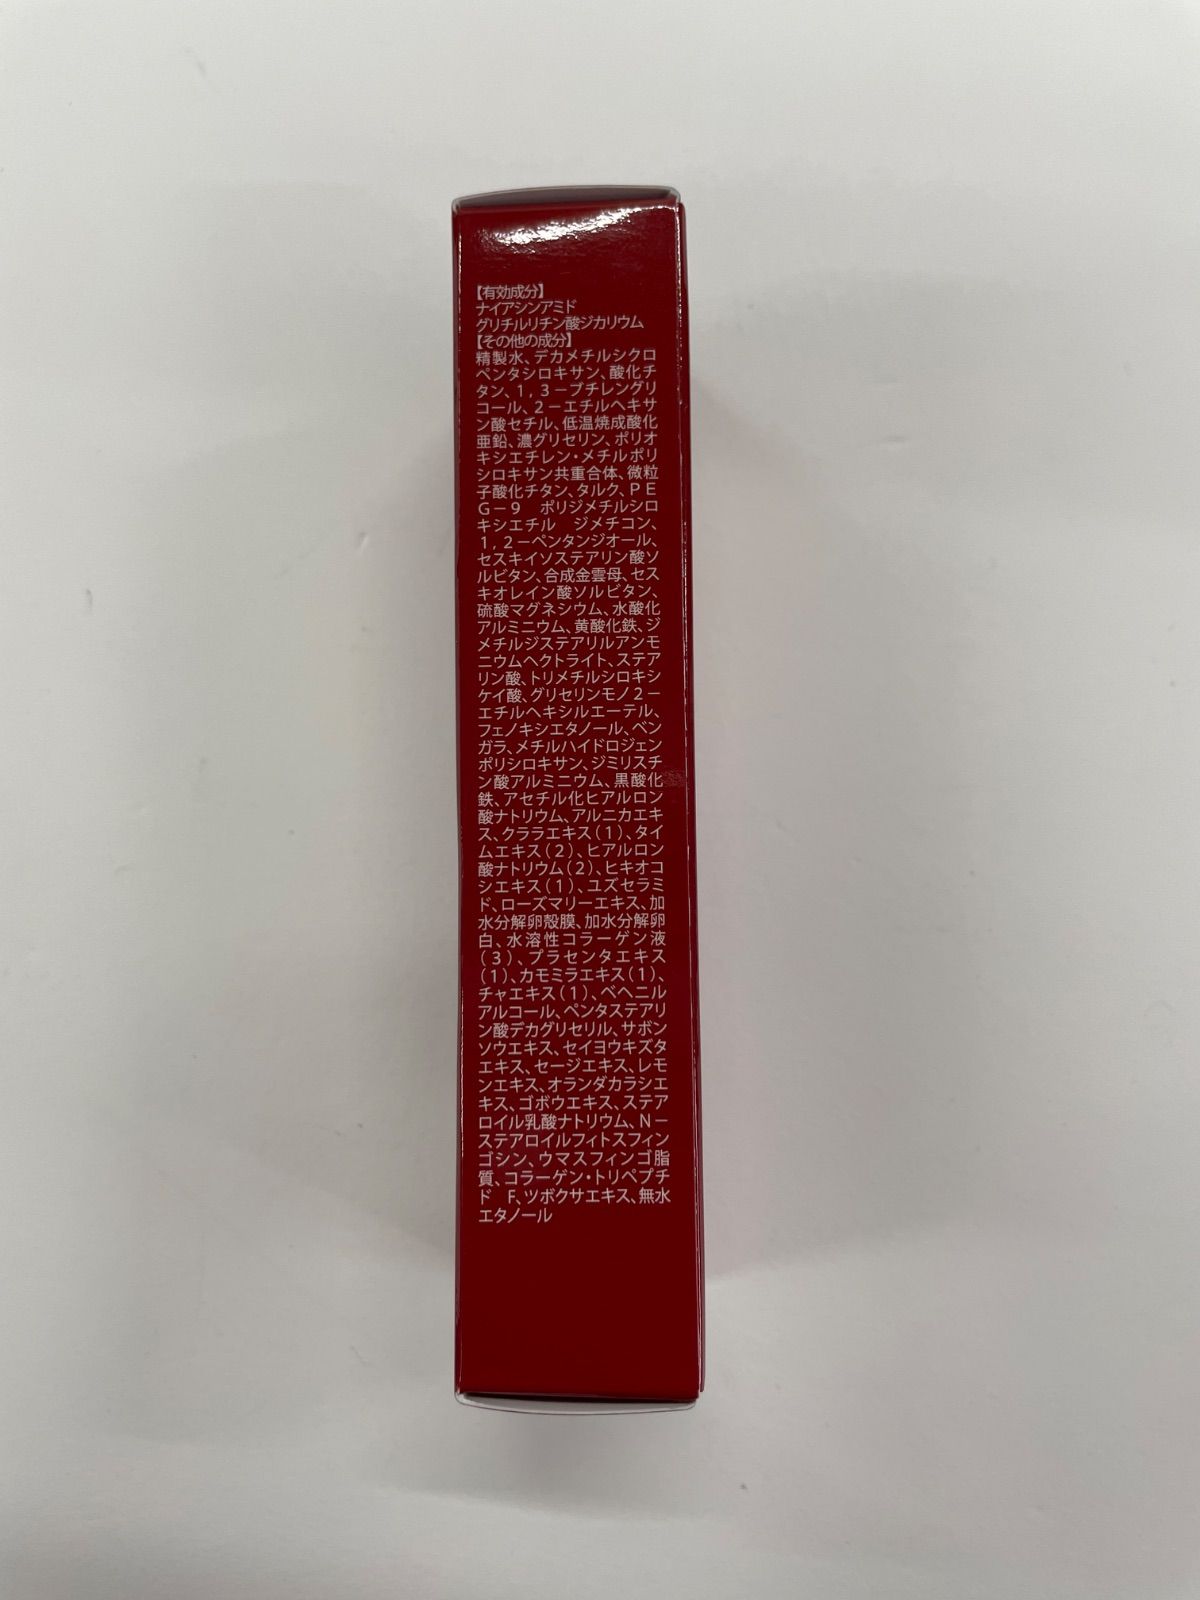 【有効成分】
ナイアシンアミド
グリチルリチン酸ジカリウム
【その他の成分】
精製水、デカメチルシクロ
ペンタシロキサン、酸化チ
タン、1,3－ブチレングリ
コール、2－エチルヘキサ
ン酸セチル、低温焼成酸化
亜鉛、濃グリセリン、ポリオ
キシエチレン・メチルポリ
シロキサン共重合体、微粒
子酸化チタン、タルク、PE
G－9　ポリジメチルシロ
キシエチル　ジメチコン、
1,2－ペンタンジオール、
セスキイソステアリン酸ソ
ルビタン、合成金雲母、セス
キオレイン酸ソルビタン、
硫酸マグネシウム、水酸化
アルミニウム、黄酸化鉄、ジ
メチルジステアリルアンモ
ニウムヘクトライト、ステア
リン酸、トリメチルシロキシ
ケイ酸、グリセリンモノ2－
エチルヘキシルエーテル、
フェノキシエタノール、ベン
ガラ、メチルハイドロジェン
ポリシロキサン、ジミリスチ
ン酸アルミニウム、黒酸化
鉄、アセチル化ヒアルロン
酸ナトリウム、アルニカエキ
ス、クララエキス(1)、タイ
ムエキス(2)、ヒアルロン
酸ナトリウム(2)、ヒキオコ
シエキス(1)、ユズセラミ
ド、ローズマリーエキス、加
水分解卵殻膜、加水分解卵
白、水溶性コラーゲン液
(3)、プラセンタエキス
(1)、カモミラエキス(1)、
チャエキス(1)、ベヘニル
アルコール、ペンタステアリ
ン酸デカグリセリル、サボン
ソウエキス、セイヨウキズタ
エキス、セージエキス、レモ
ンエキス、オランダカラシエ
キス、ゴボウエキス、ステア
ロイル乳酸ナトリウム、N－
ステアロイルフィトスフィン
ゴシン、ウマスフィンゴ脂
質、コラーゲン・トリペプチ
ド　F、ツボクサエキス、無水
エタノール